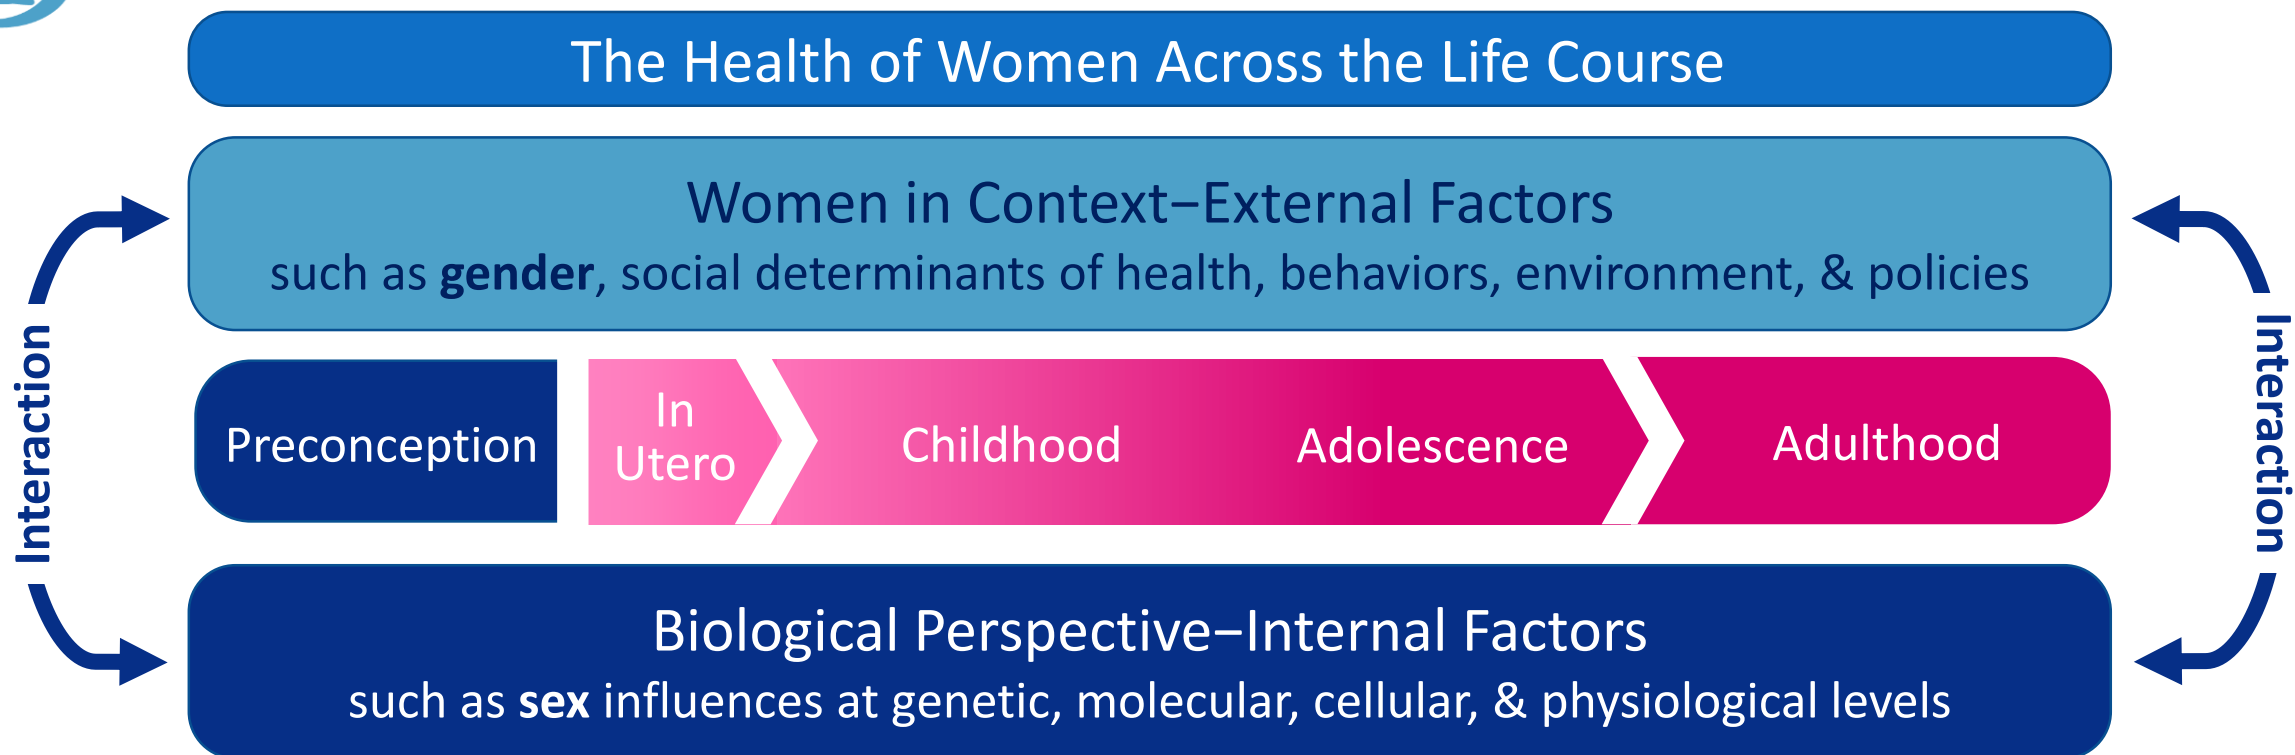 The Health of Women Across the Life Course
Women in Context–External Factors
such as gender, social determinants of health, behaviors, environment, & policies
Interaction
Interaction
Preconception
In
Utero
Childhood
Adolescence
Adulthood
Biological Perspective–Internal Factors
such as sex influences at genetic, molecular, cellular, & physiological levels